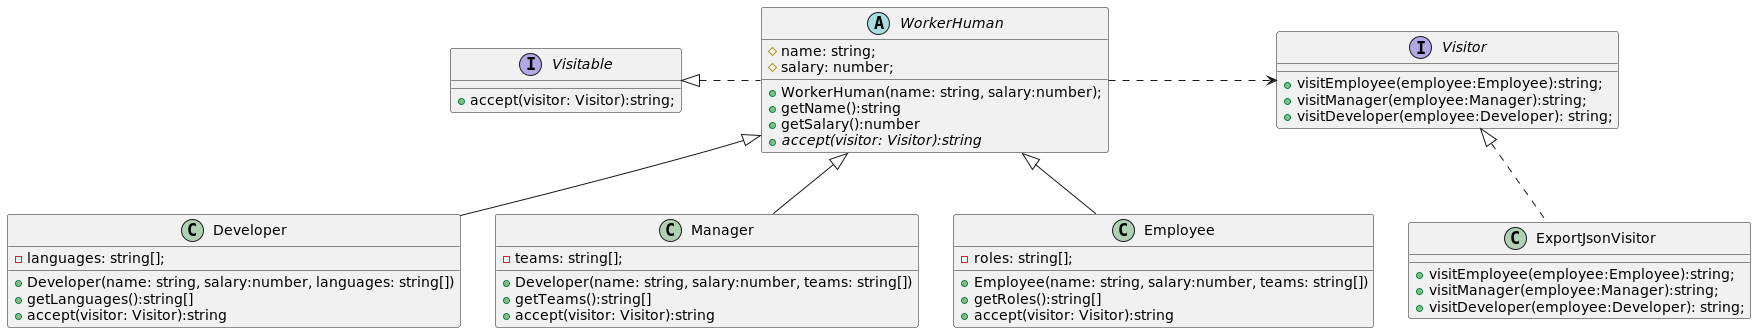 I Visitable
+ accept(visitor: Visitor):string;
A WorkerHuman
name: string;
salary: number;
WorkerHuman(name: string, salary:number);
getName():string
getSalary():number
accept(visitor: Visitor):string
I Visitor
visitEmployee(employee:Employee):string;
visitManager(employee:Manager):string;
visitDeveloper(employee:Developer): string;
C Developer
languages: string[];
Developer(name: string, salary:number, languages: string[])
getLanguages():string[]
accept(visitor: Visitor):string
C Manager
teams: string[];
Developer(name: string, salary:number, teams: string[])
getTeams():string[]
accept(visitor: Visitor):string
C Employee
roles: string[];
Employee(name: string, salary:number, teams: string[])
getRoles():string[]
accept(visitor: Visitor):string
C ExportJsonVisitor
visitEmployee(employee:Employee):string;
visitManager(employee:Manager):string;
visitDeveloper(employee:Developer): string;